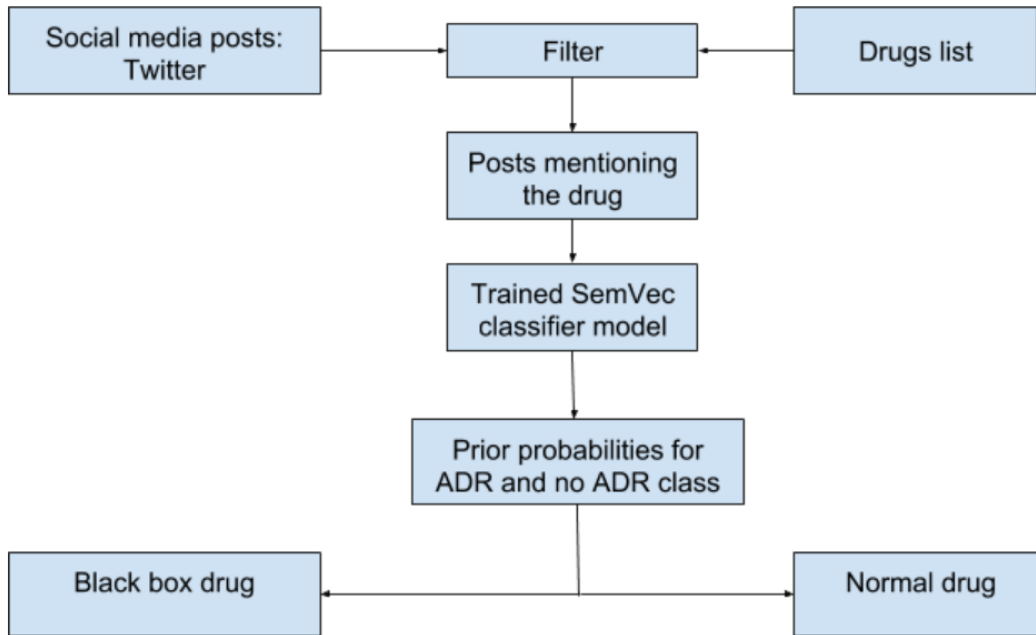 Social media posts:
Twitter
Filter
Drugs list
Posts mentioning
the drug
Trained SemVec
classifier model
Prior probabilities for
ADR and no ADR class
Black box drug
Normal drug